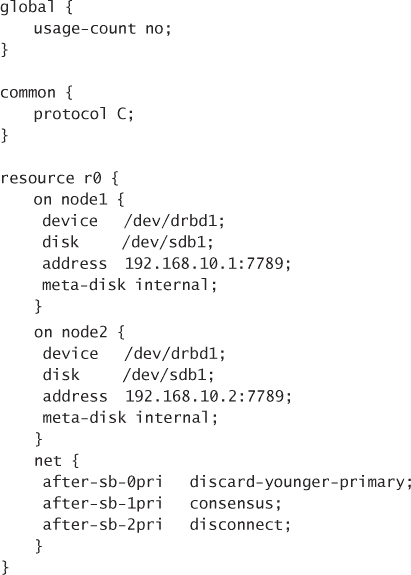 global {
    usage-count no;
}

common {
    protocol C;
}

resource r0 {
    on node1 {
     device   /dev/drbd1;
     disk     /dev/sdb1;
     address  192.168.10.1:7789;
     meta-disk internal;
    }
    on node2 {
     device   /dev/drbd1;
     disk     /dev/sdb1;
     address  192.168.10.2:7789;
     meta-disk internal;
    }
    net {
     after-sb-0pri   discard-younger-primary;
     after-sb-1pri   consensus;
     after-sb-2pri   disconnect;
    }
}